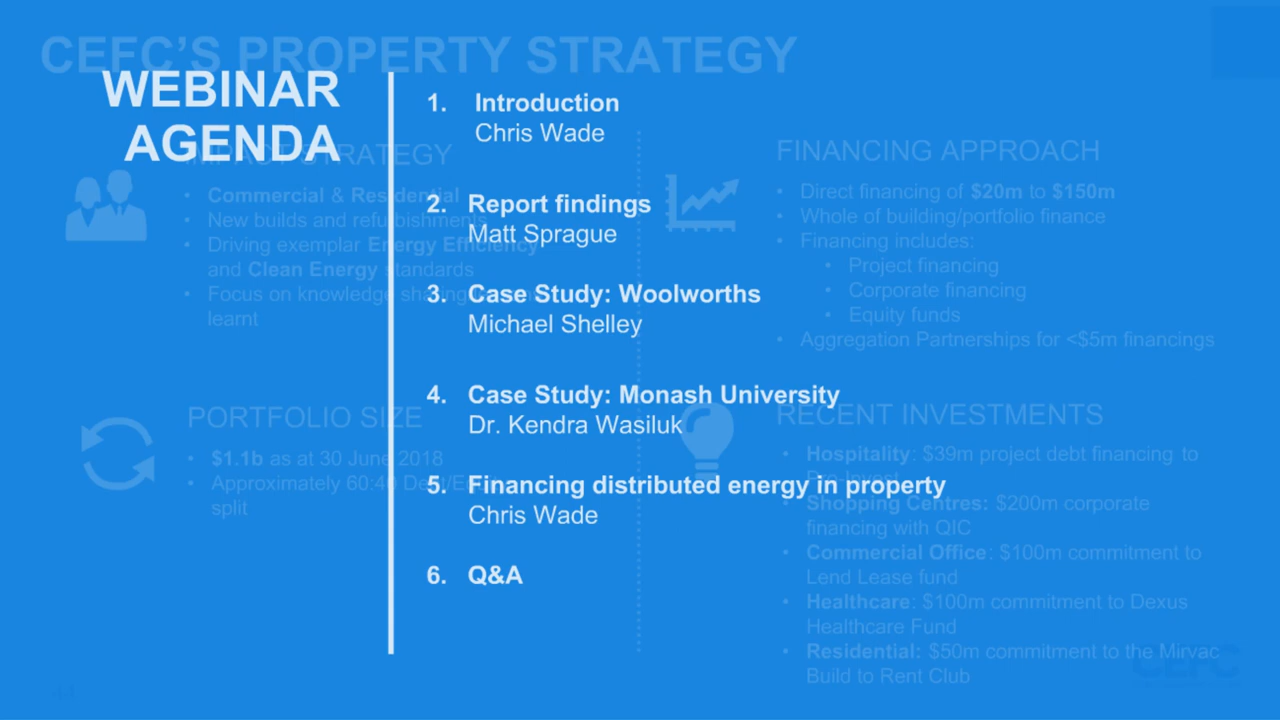 CEFC'S PROPERTY STRATEGY
WEBINAR
AGENDA
1. Introduction
Chris Wade
2. Report findings
Matt Sprague
3. Case Study: Woolworths
Michael Shelley
4. Case Study: Monash University
Dr. Kendra Wasiluk
5. Financing distributed energy in property
Chris Wade
6. Q&A
STRATEGY
• Commercial & Residential
• New builds and refurbishments
• Driving exemplar Energy Efficiency
and Clean Energy standards
• Focus on knowledge sharing
learnt
FINANCING APPROACH
• Direct financing of $20m to $150m
• Whole of building/portfolio finance
• Financing includes:
• Project financing
• Corporate financing
• Equity funds
• Aggregation Partnerships for <$5m financings
PORTFOLIO SIZE
• $1.1b as at 30 June 2018
• Approximately 60:40
split
RECENT INVESTMENTS
• Hospitality: $39m project debt financing to
• Shopping Centres: $200m corporate
financing with QIC
• Commercial Office: $100m commitment to
Lend Lease fund
• Healthcare: $100m commitment to Dexus
Healthcare Fund
• Residential: $50m commitment to the Mirvac
Build to Rent Club
CEFC